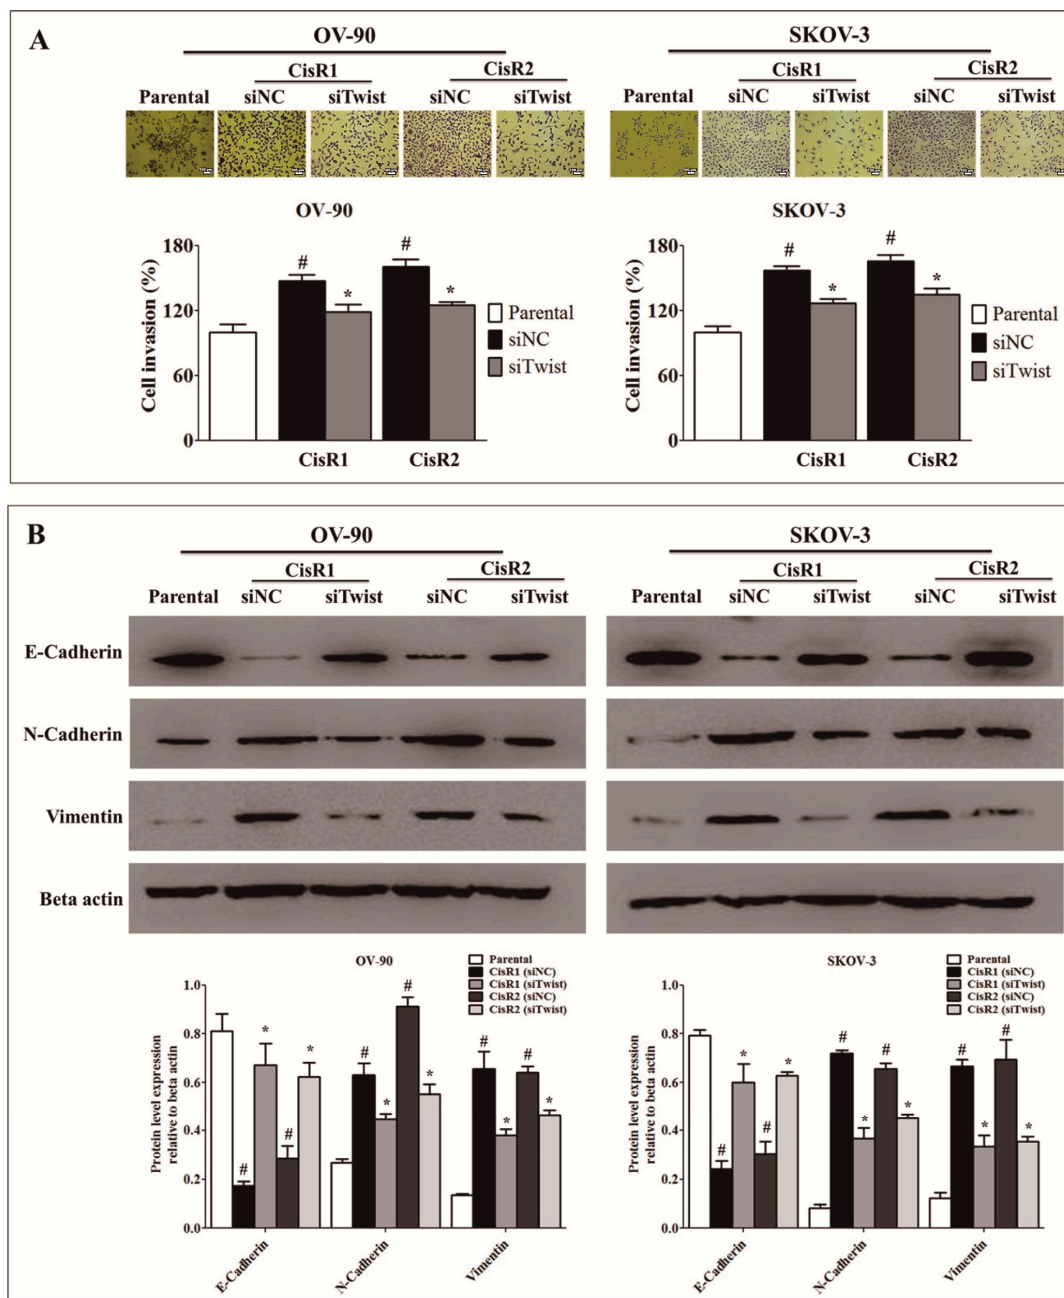 A
OV-90
SKOV-3
CisR1
CisR2
CisR1
CisR2
Parental
siNC
siTwist
siNC
siTwist
Parental
siNC
siTwist
siNC
siTwist
OV-90
SKOV-3
Cell invasion (%)
180
120
60
0
#
*
#
*
CisR1
CisR2
Parental
siNC
siTwist
Cell invasion (%)
180
120
60
0
#
*
#
*
CisR1
CisR2
Parental
siNC
siTwist
B
OV-90
SKOV-3
CisR1
CisR2
CisR1
CisR2
Parental
siNC
siTwist
siNC
siTwist
Parental
siNC
siTwist
siNC
siTwist
E-Cadherin
N-Cadherin
Vimentin
Beta actin
OV-90
Parental
CisR1 (siNC)
CisR1 (siTwist)
CisR2 (siNC)
CisR2 (siTwist)
Protein level expression
relative to beta actin
1.0
0.8
0.6
0.4
0.2
0.0
#
*
#
*
#
*
#
*
#
*
#
*
E-Cadherin
N-Cadherin
Vimentin
SKOV-3
Parental
CisR1 (siNC)
CisR1 (siTwist)
CisR2 (siNC)
CisR2 (siTwist)
Protein level expression
relative to beta actin
1.0
0.8
0.6
0.4
0.2
0.0
#
*
#
*
#
*
#
*
#
*
#
*
E-Cadherin
N-Cadherin
Vimentin